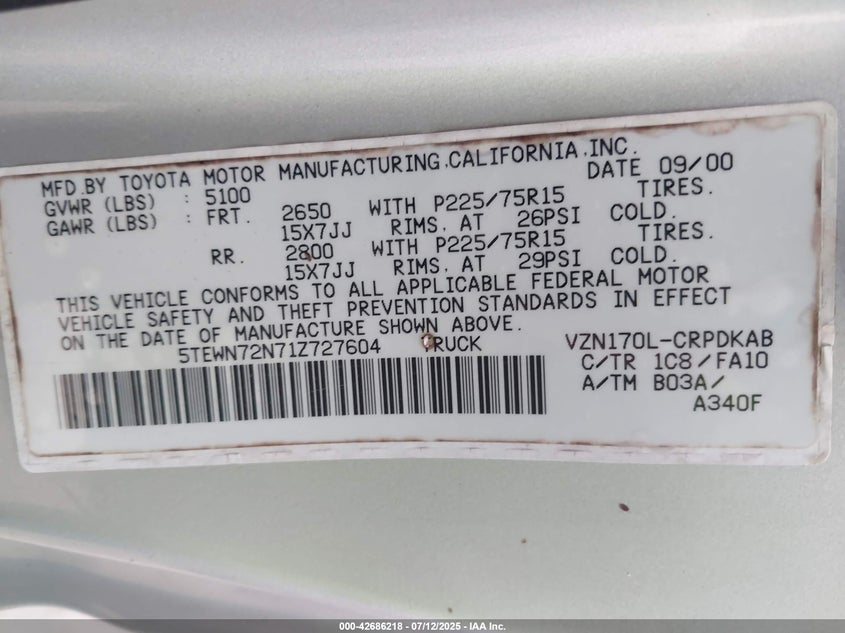 MFD.BY TOYOTA MOTOR MANUFACTURING,CALIFORNIA,INC.
GVWR (LBS) : 5100 DATE 09/00
GAWR (LBS) : FRT. 2650 WITH P225/75R15 TIRES.
15X7JJ RIMS, AT 26PSI COLD.
RR. 2800 WITH P225/75R15 TIRES.
15X7JJ RIMS, AT 29PSI COLD.
THIS VEHICLE CONFORMS TO ALL APPLICABLE FEDERAL MOTOR
VEHICLE SAFETY AND THEFT PREVENTION STANDARDS IN EFFECT
ON THE DATE OF MANUFACTURE SHOWN ABOVE.
5TEWN72N71Z727604 TRUCK VZN170L-CRPDKAB
C/TR 1C8/FA10
A/TM B03A/
A340F
000-42686218 - 07/12/2025 - IAA Inc.